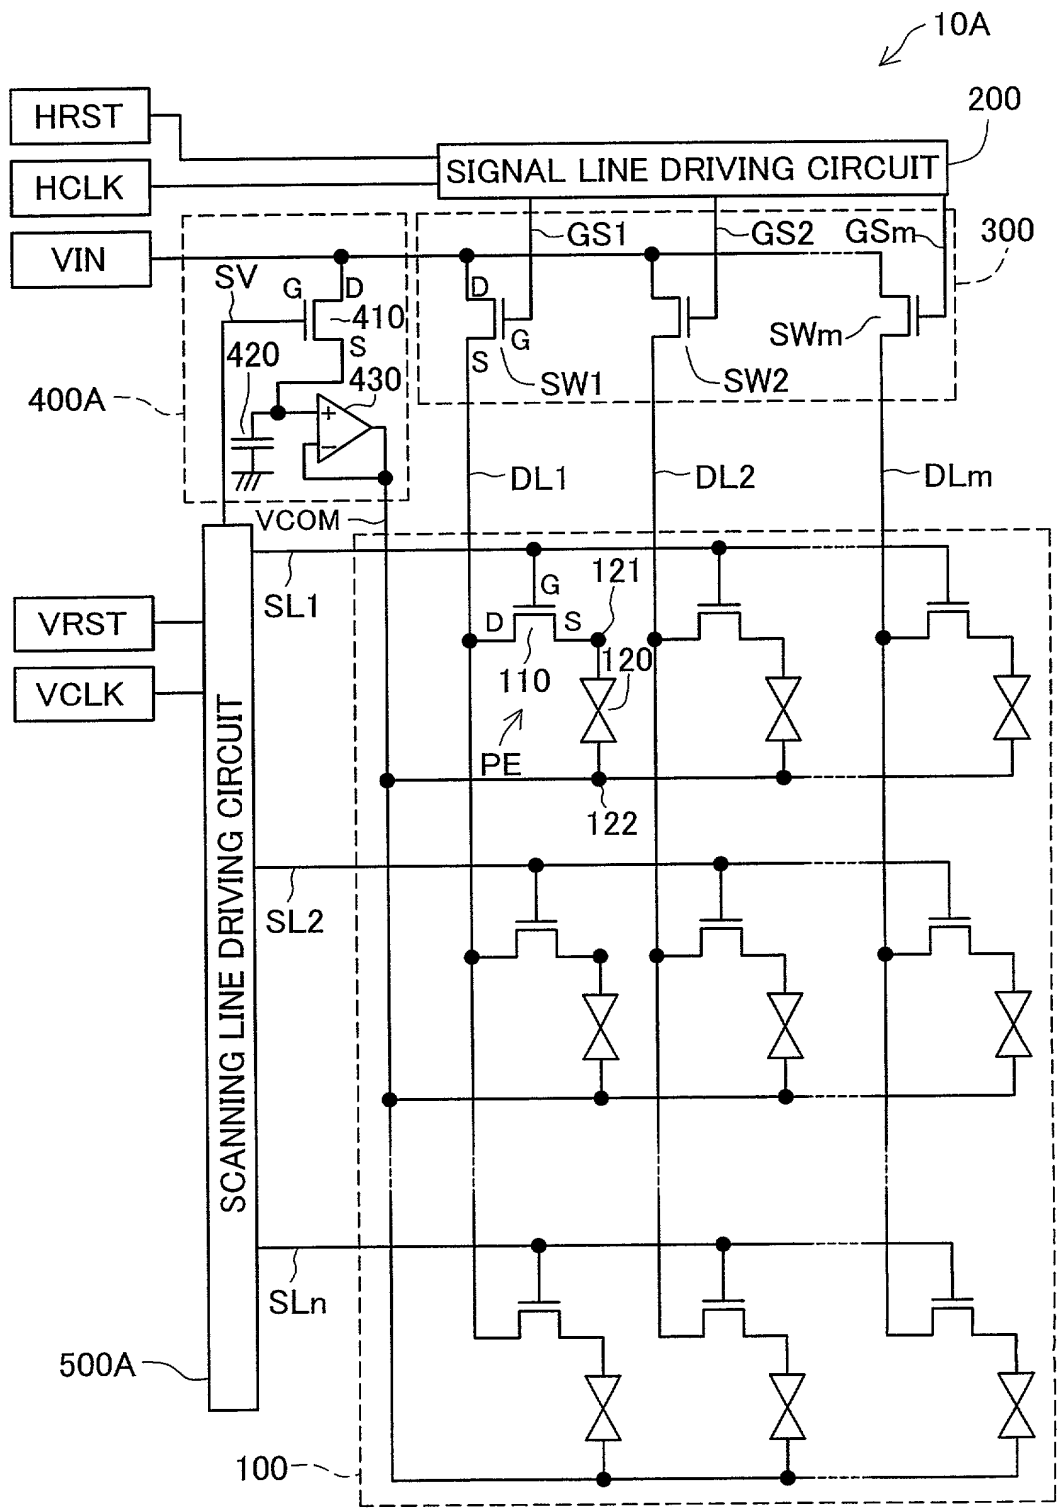 10A
HRST
200
SIGNAL LINE DRIVING CIRCUIT
HCLK
GS1
GS2
GSm
300
VIN
SV
G
D
410
S
D
G
S
SW1
SW2
SWm
420
430
400A
+
−
DL1
DL2
DLm
VCOM
SL1
G
D
S
121
120
110
PE
122
VRST
VCLK
SCANNING LINE DRIVING CIRCUIT
SL2
SLn
500A
100